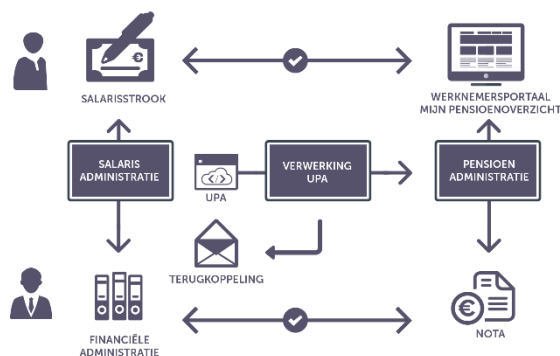 SALARISSTROOK
WERKNEMERSPORTAAL
MIJN PENSIOENOVERZICHT
SALARIS
ADMINISTRATIE
UPA
VERWERKING
UPA
PENSIOEN
ADMINISTRATIE
TERUGKOPPELING
FINANCIËLE
ADMINISTRATIE
NOTA